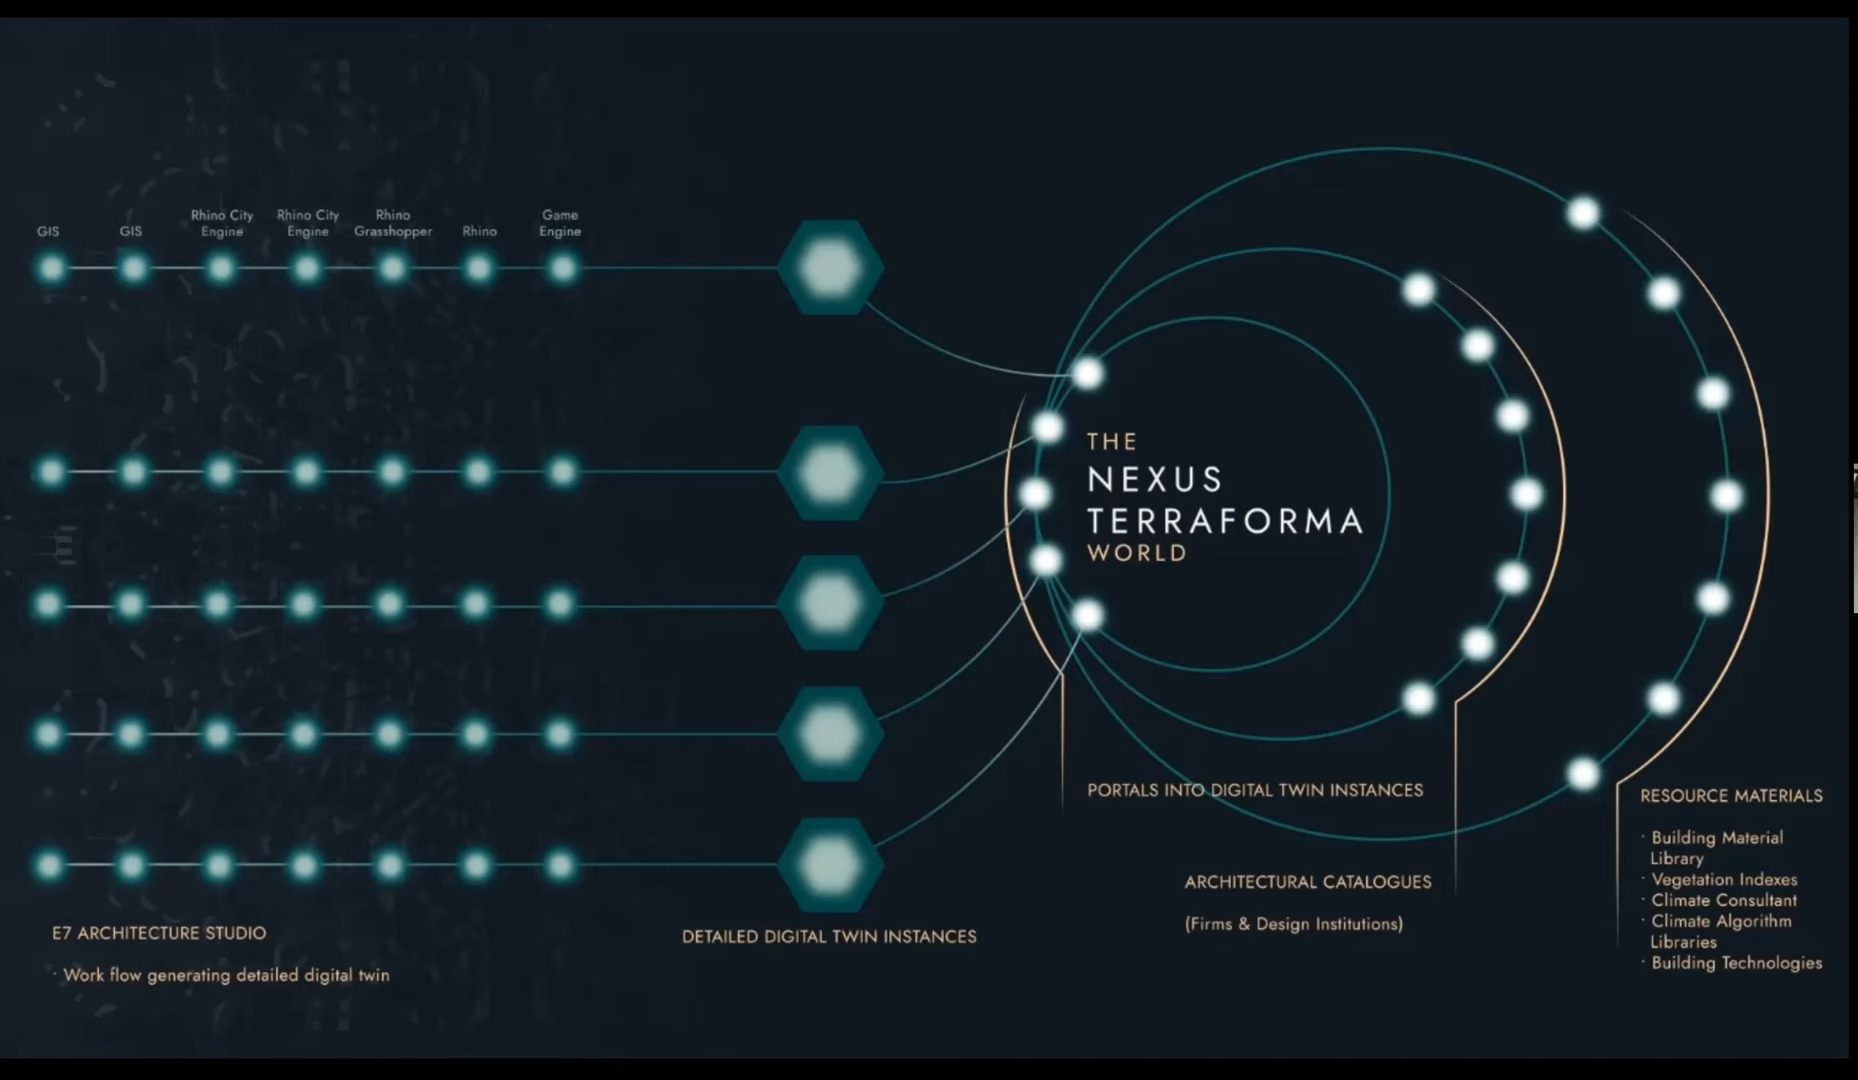 GIS
GIS
Rhino City
Engine
Rhino City
Engine
Rhino
Grasshopper
Rhino
Game
Engine
THE
NEXUS
TERRAFORMA
WORLD
PORTALS INTO DIGITAL TWIN INSTANCES
ARCHITECTURAL CATALOGUES
(Firms & Design Institutions)
RESOURCE MATERIALS
· Building Material
Library
· Vegetation Indexes
· Climate Consultant
· Climate Algorithm
Libraries
· Building Technologies
E7 ARCHITECTURE STUDIO
· Work flow generating detailed digital twin
DETAILED DIGITAL TWIN INSTANCES